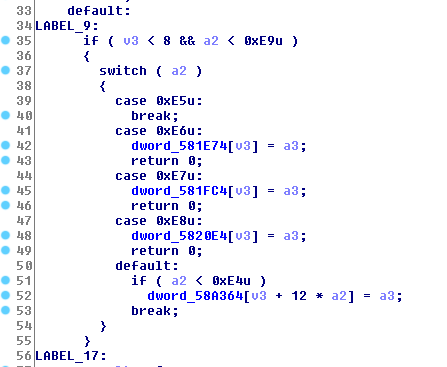 33 default:
34 LABEL_9:
35 if ( v3 < 8 && a2 < 0xE9u )
36 {
37 switch ( a2 )
38 {
39 case 0xE5u:
40 break;
41 case 0xE6u:
42 dword_581E74[v3] = a3;
43 return 0;
44 case 0xE7u:
45 dword_581FC4[v3] = a3;
46 return 0;
47 case 0xE8u:
48 dword_5820E4[v3] = a3;
49 return 0;
50 default:
51 if ( a2 < 0xE4u )
52 dword_58A364[v3 + 12 * a2] = a3;
53 break;
54 }
55 }
56 LABEL_17: